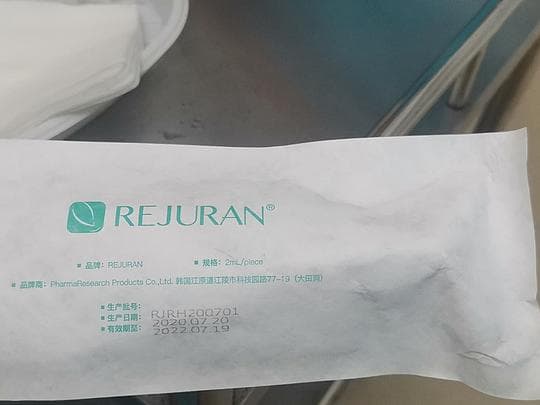 REJURAN®
▪ 品牌: REJURAN ▪ 规格: 2mL/piece
▪ 品牌商: PharmaResearch Products Co.,Ltd. 韩国江原道江陵市科技园路77-19 (大田洞)
▪ 生产批号: RJRH200701
▪ 生产日期: 2020.07.20
▪ 有效期至: 2022.07.19